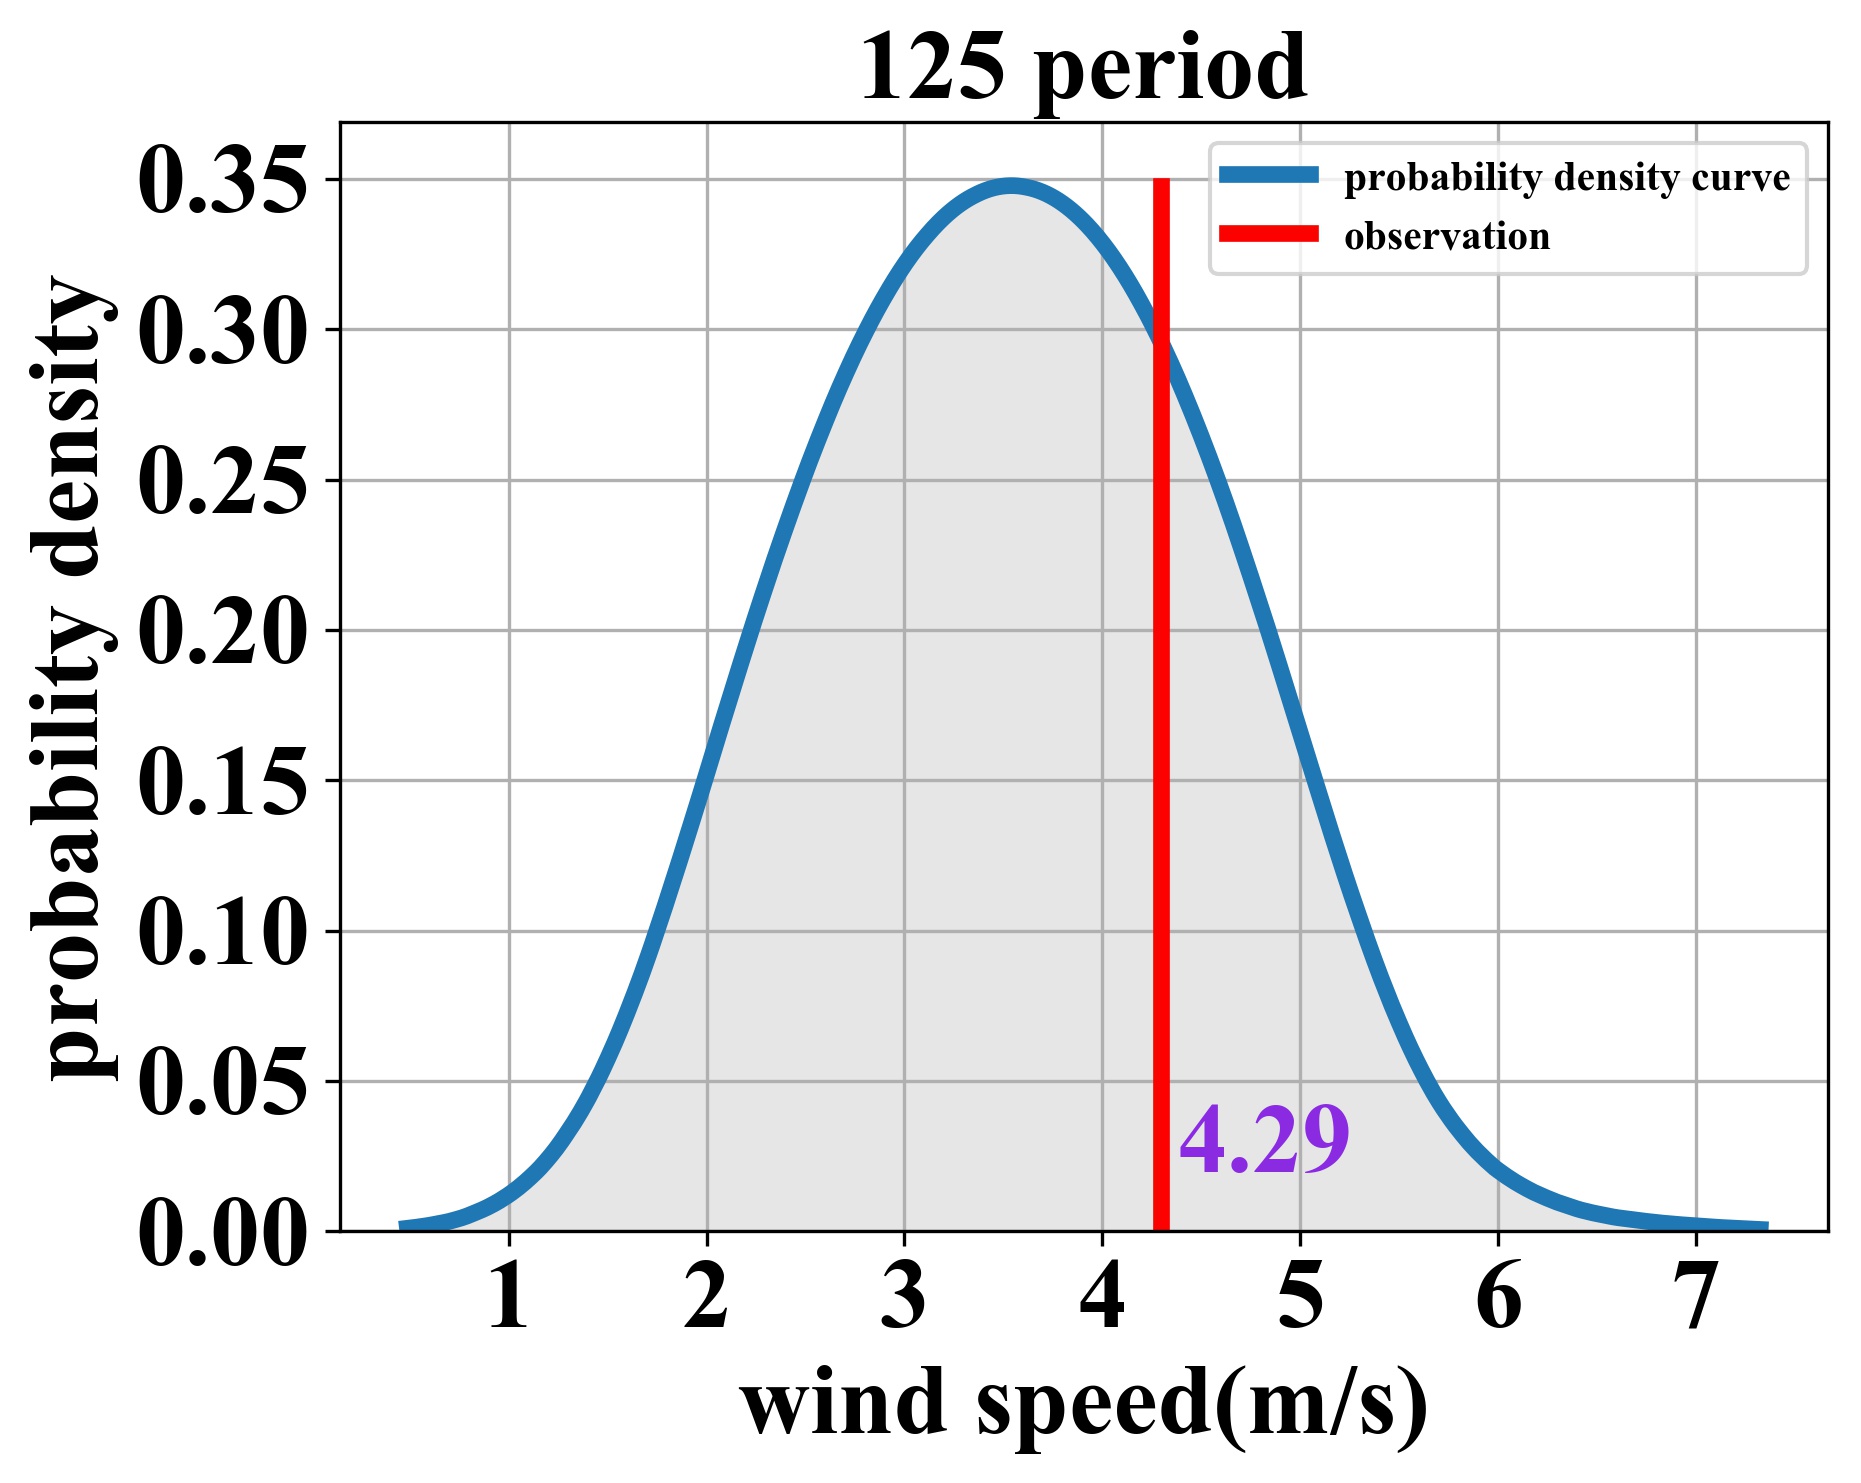 125 period
probability density curve
observation
probability density
0.35
0.30
0.25
0.20
0.15
0.10
0.05
0.00
4.29
1 2 3 4 5 6 7
wind speed(m/s)